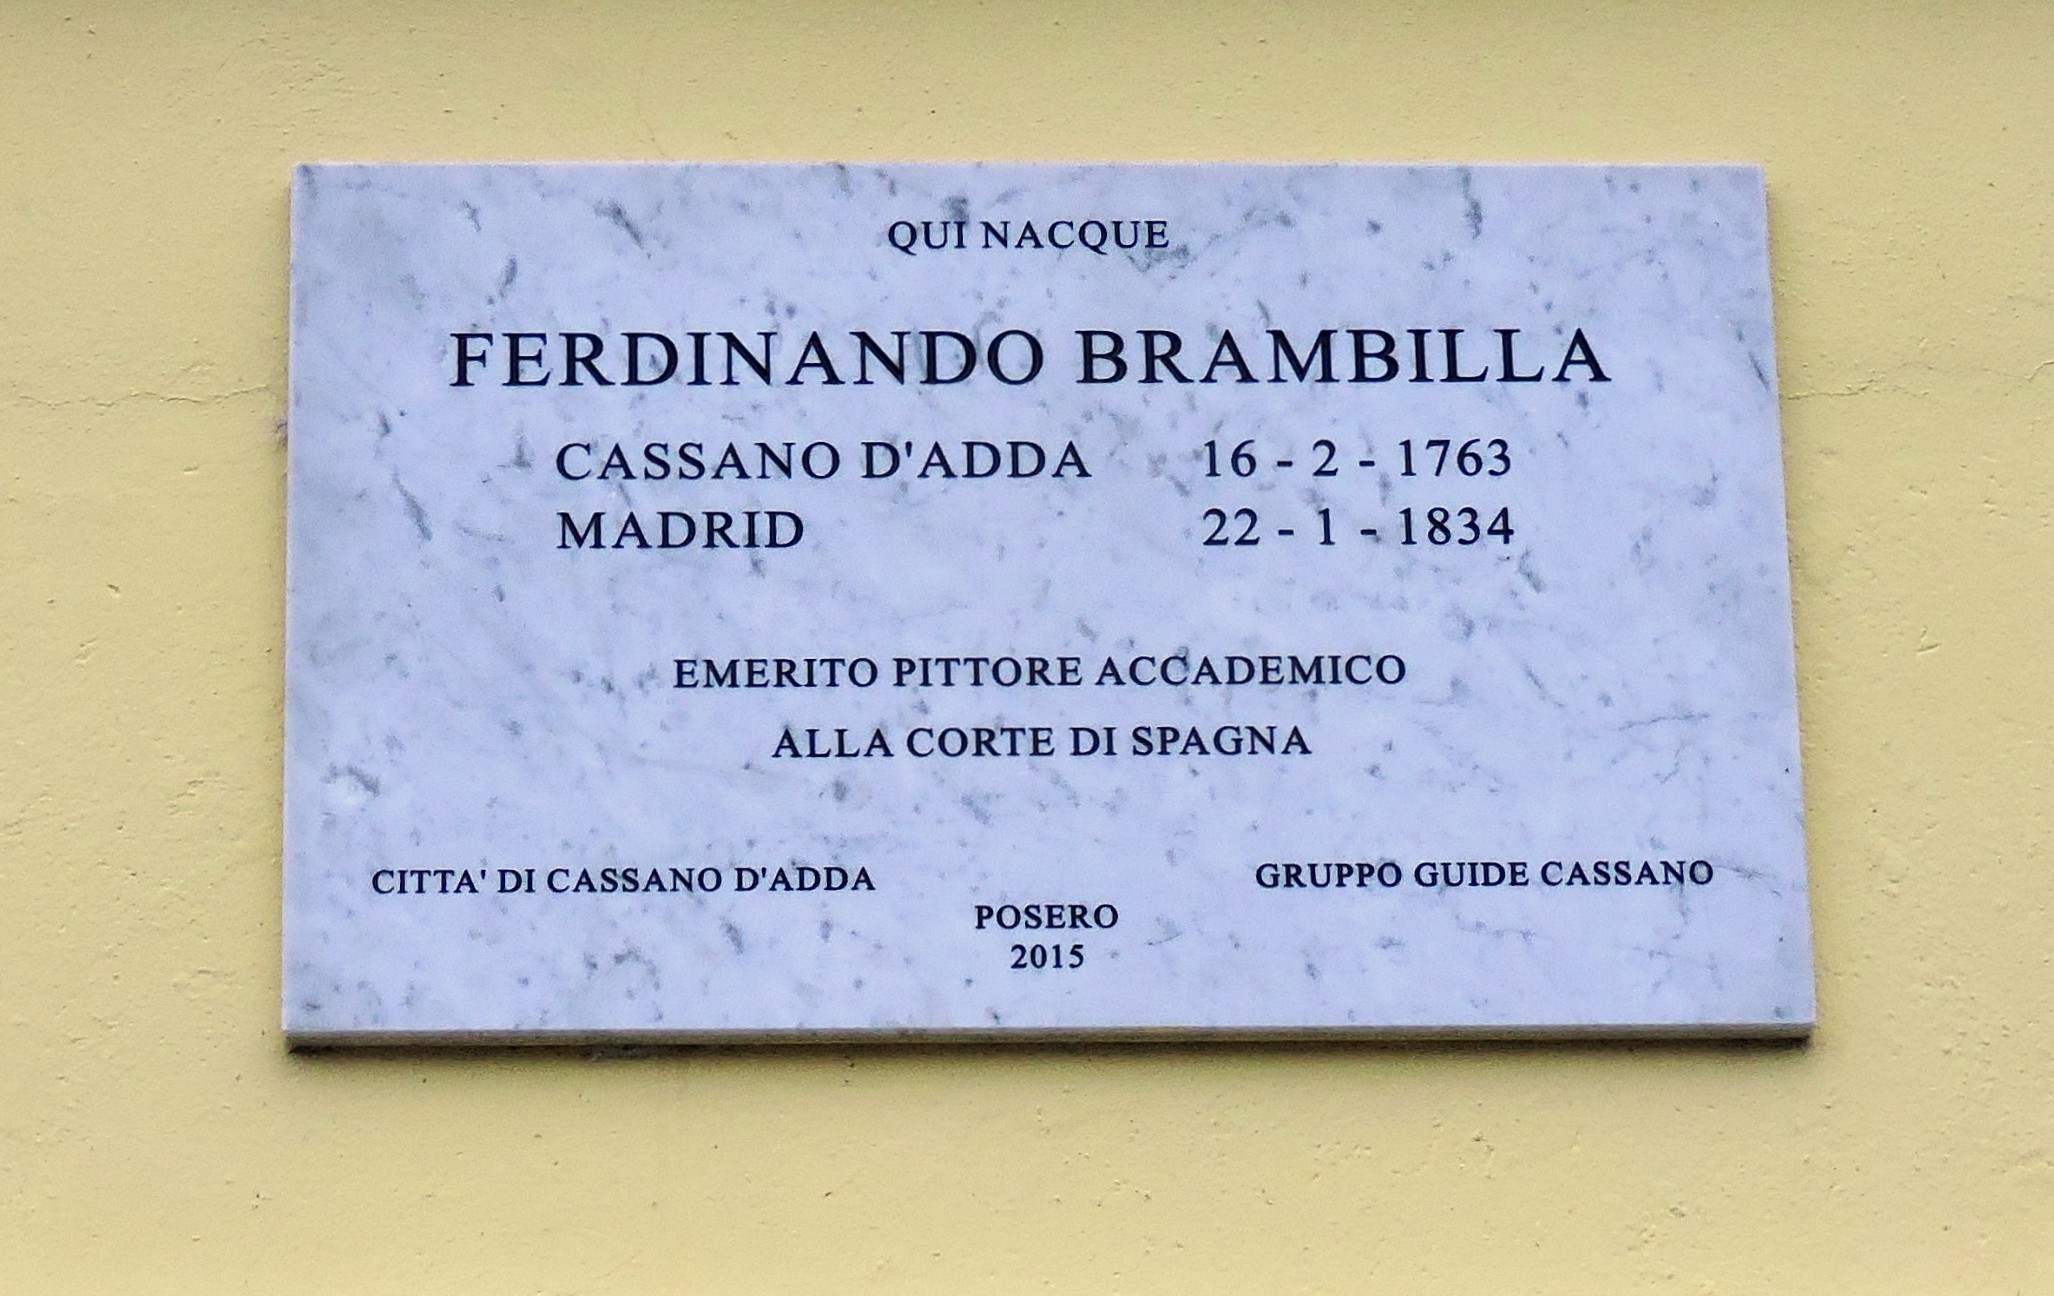 QUI NACQUE
FERDINANDO BRAMBILLA
CASSANO D'ADDA 16 - 2 - 1763
MADRID 22 - 1 - 1834
EMERITO PITTORE ACCADEMICO
ALLA CORTE DI SPAGNA
CITTA' DI CASSANO D'ADDA GRUPPO GUIDE CASSANO
POSERO
2015